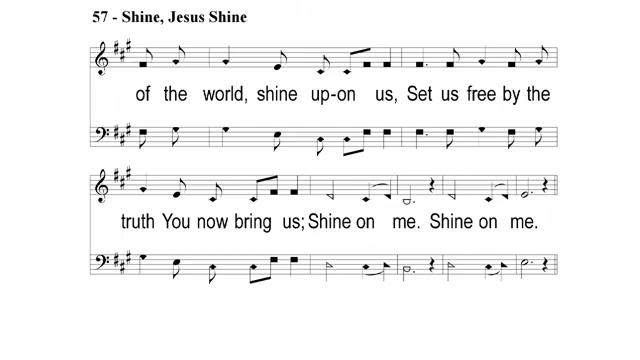 57 - Shine, Jesus Shine
of the world, shine up-on us, Set us free by the
truth You now bring us; Shine on me. Shine on me.